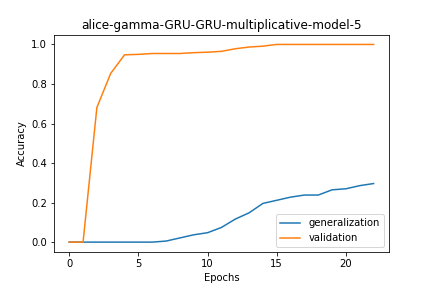 alice-gamma-GRU-GRU-multiplicative-model-5
1.0
0.8
0.6
0.4
0.2
0.0
Accuracy
0
5
10
15
20
Epochs
generalization
validation